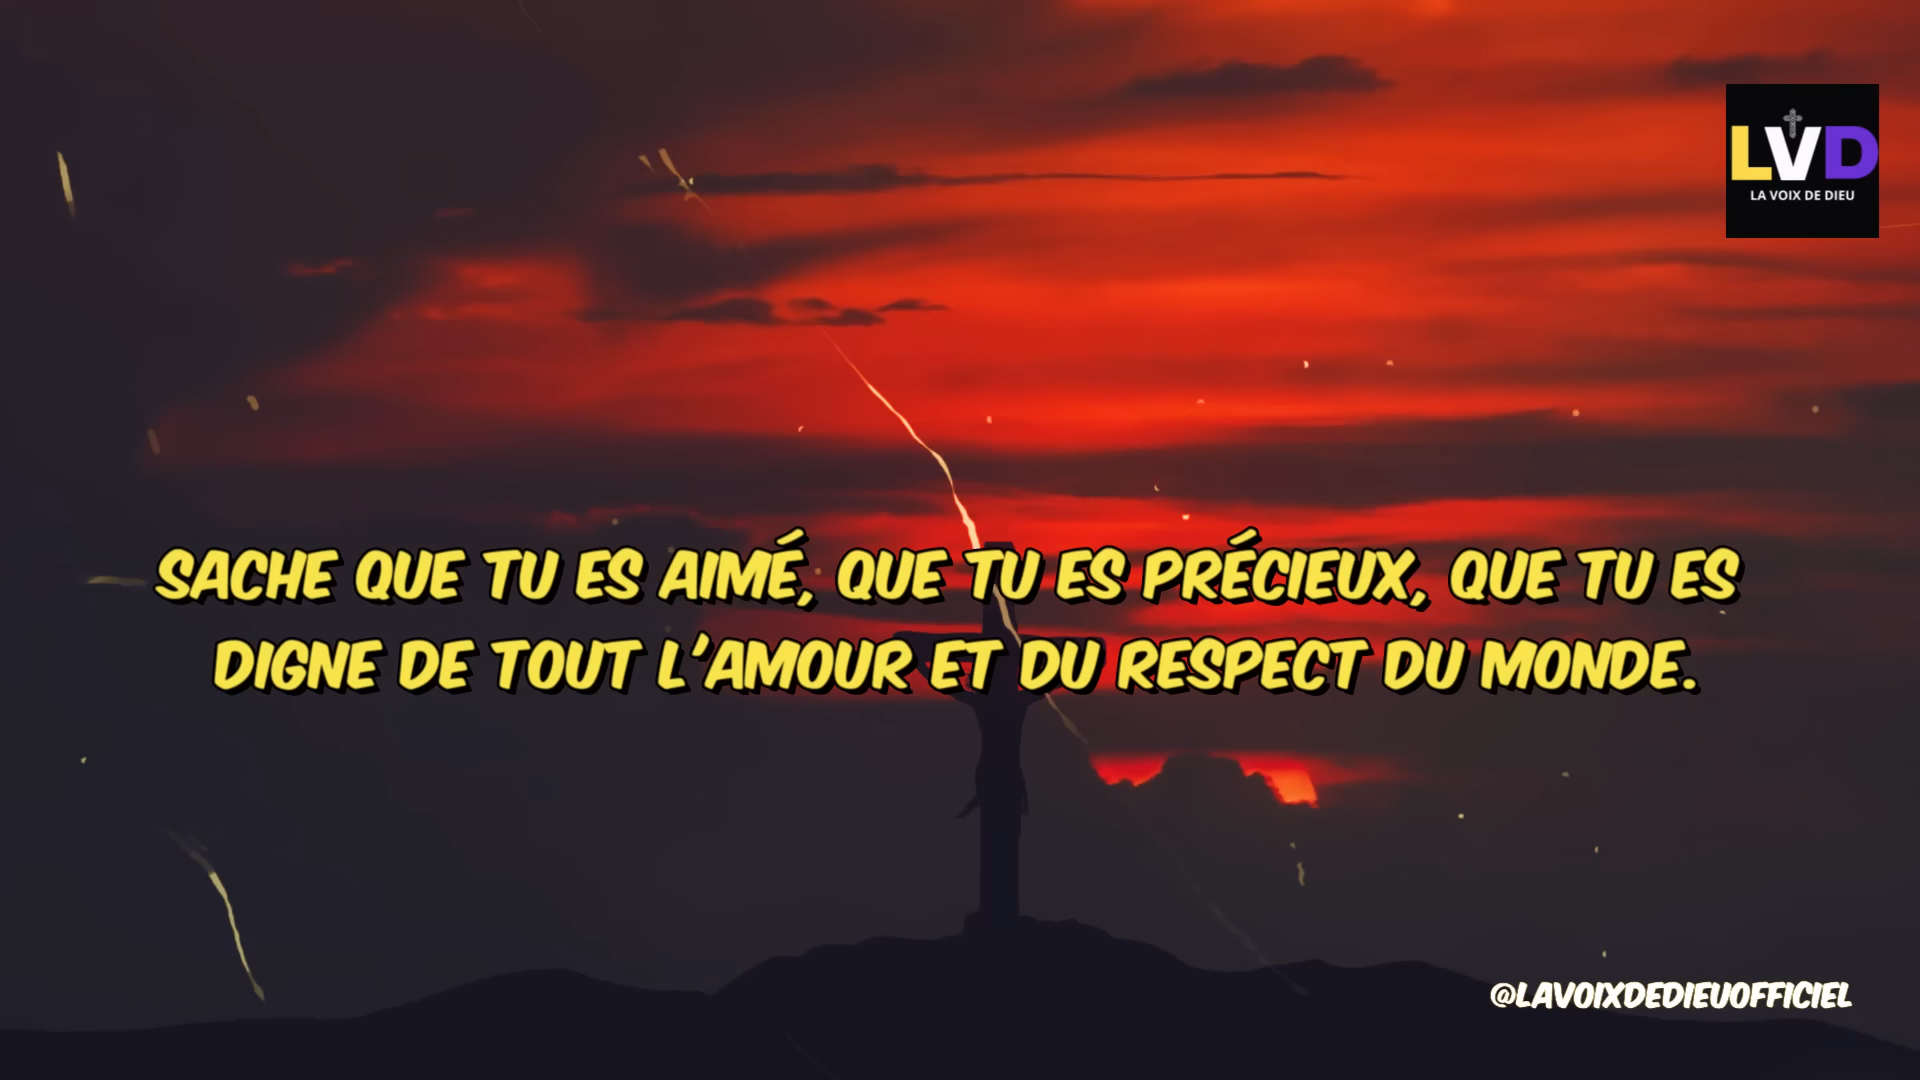 LVD
LA VOIX DE DIEU
SACHE QUE TU ES AIMÉ, QUE TU ES PRÉCIEUX, QUE TU ES
DIGNE DE TOUT L'AMOUR ET DU RESPECT DU MONDE.
@LAVOIXDEDIEUOFFICIEL